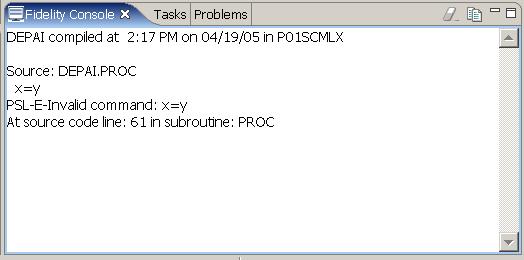 Fidelity Console Tasks Problems
DEPAI compiled at  2:17 PM on 04/19/05 in P01SCMLX
Source: DEPAI.PROC
x=y
PSL-E-Invalid command: x=y
At source code line: 61 in subroutine: PROC